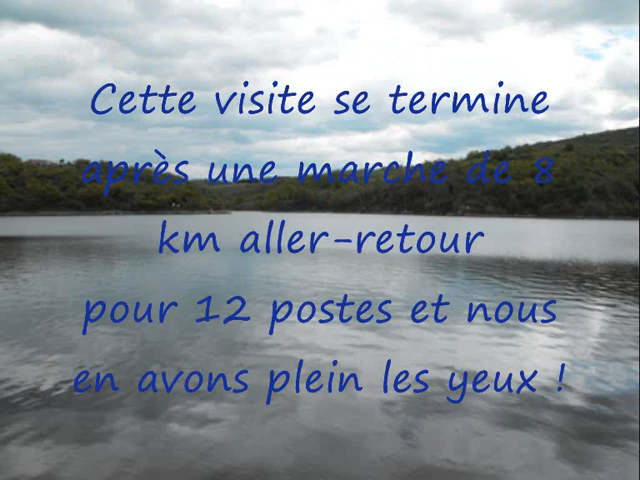 Cette visite se termine
après une marche de 8
km aller-retour
pour 12 postes et nous
en avons plein les yeux !